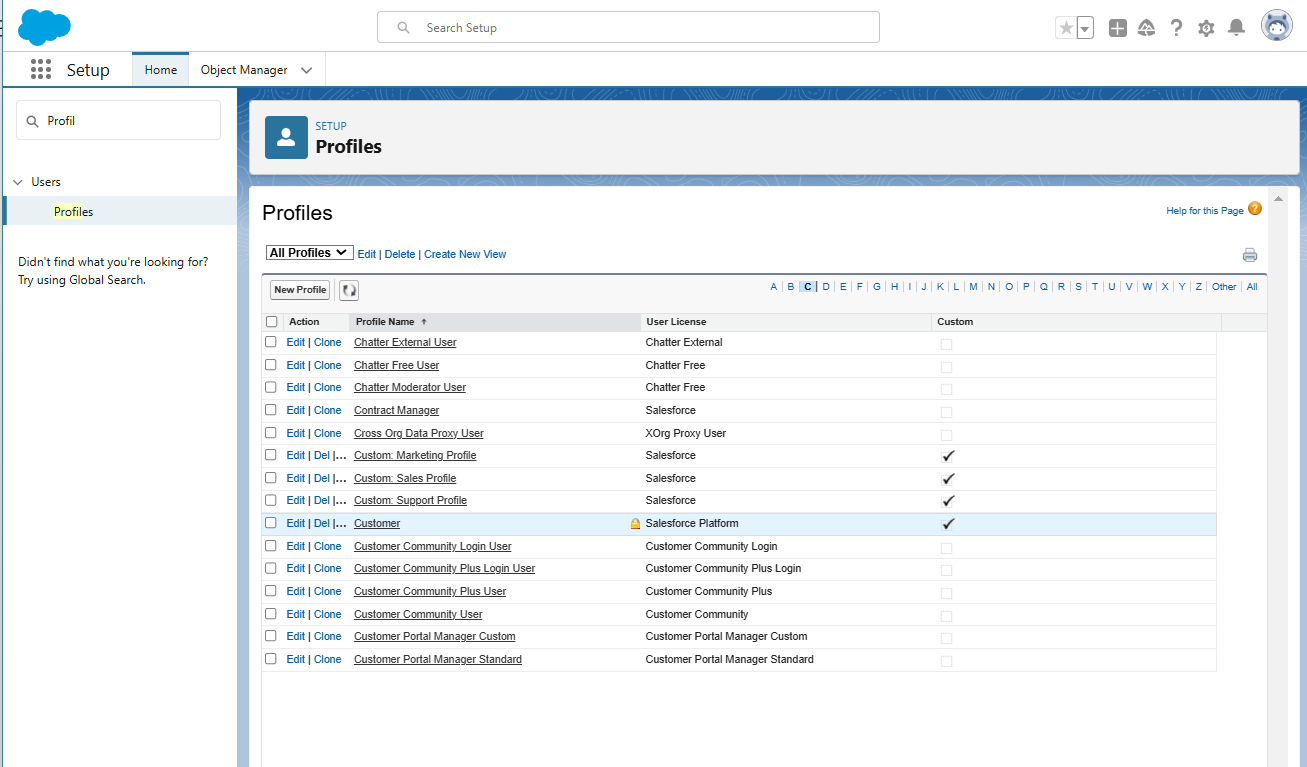 Search Setup
Setup Home Object Manager
Profil
Users
Profiles
Didn't find what you're looking for?
Try using Global Search.
SETUP
Profiles
Profiles
Help for this Page ?
All Profiles Edit | Delete | Create New View
New Profile A | B | C | D | E | F | G | H | I | J | K | L | M | N | O | P | Q | R | S | T | U | V | W | X | Y | Z | Other | All
Action Profile Name User License Custom
Edit | Clone Chatter External User Chatter External
Edit | Clone Chatter Free User Chatter Free
Edit | Clone Chatter Moderator User Chatter Free
Edit | Clone Contract Manager Salesforce
Edit | Clone Cross Org Data Proxy User XOrg Proxy User
Edit | Del |... Custom: Marketing Profile Salesforce
Edit | Del |... Custom: Sales Profile Salesforce
Edit | Del |... Custom: Support Profile Salesforce
Edit | Del |... Customer Salesforce Platform
Edit | Clone Customer Community Login User Customer Community Login
Edit | Clone Customer Community Plus Login User Customer Community Plus Login
Edit | Clone Customer Community Plus User Customer Community Plus
Edit | Clone Customer Community User Customer Community
Edit | Clone Customer Portal Manager Custom Customer Portal Manager Custom
Edit | Clone Customer Portal Manager Standard Customer Portal Manager Standard